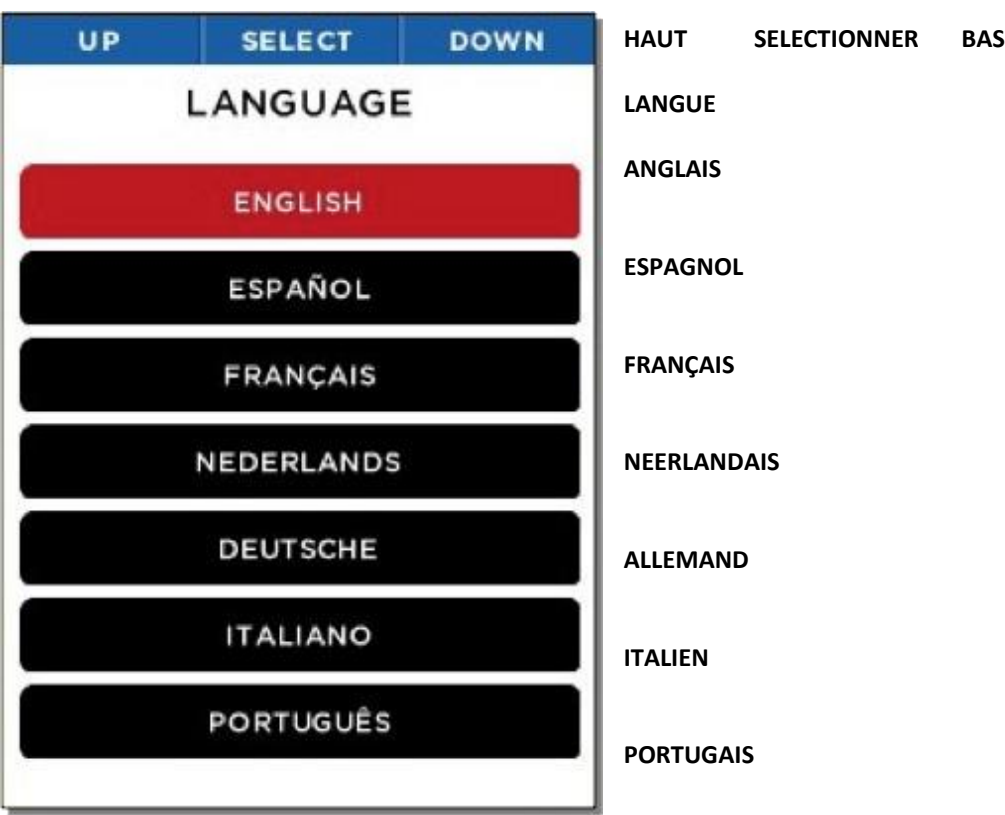 UP SELECT DOWN
LANGUAGE
ENGLISH
ESPAÑOL
FRANÇAIS
NEDERLANDS
DEUTSCHE
ITALIANO
PORTUGUÊS
HAUT SELECTIONNER BAS
LANGUE
ANGLAIS
ESPAGNOL
FRANÇAIS
NEERLANDAIS
ALLEMAND
ITALIEN
PORTUGAIS